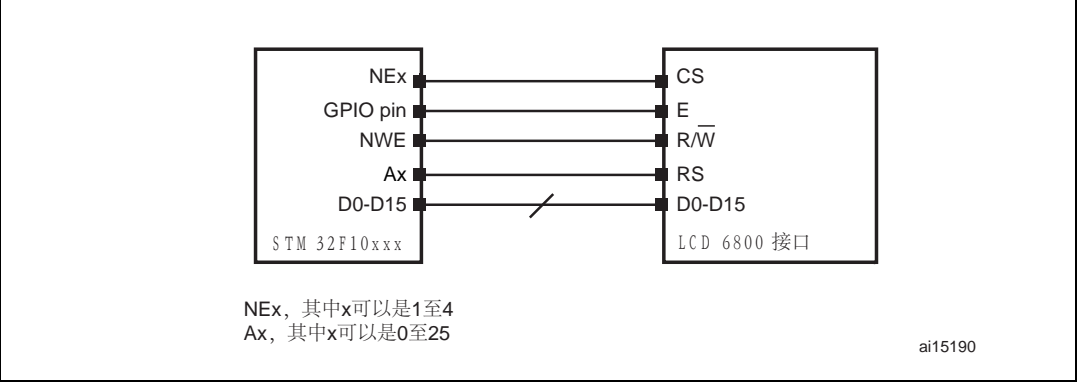 NEx CS
GPIO pin E
NWE R/W̅
Ax RS
D0-D15 D0-D15
STM 32F10xxx LCD 6800 接口
NEx，其中x可以是1至4
Ax，其中x可以是0至25
ai15190